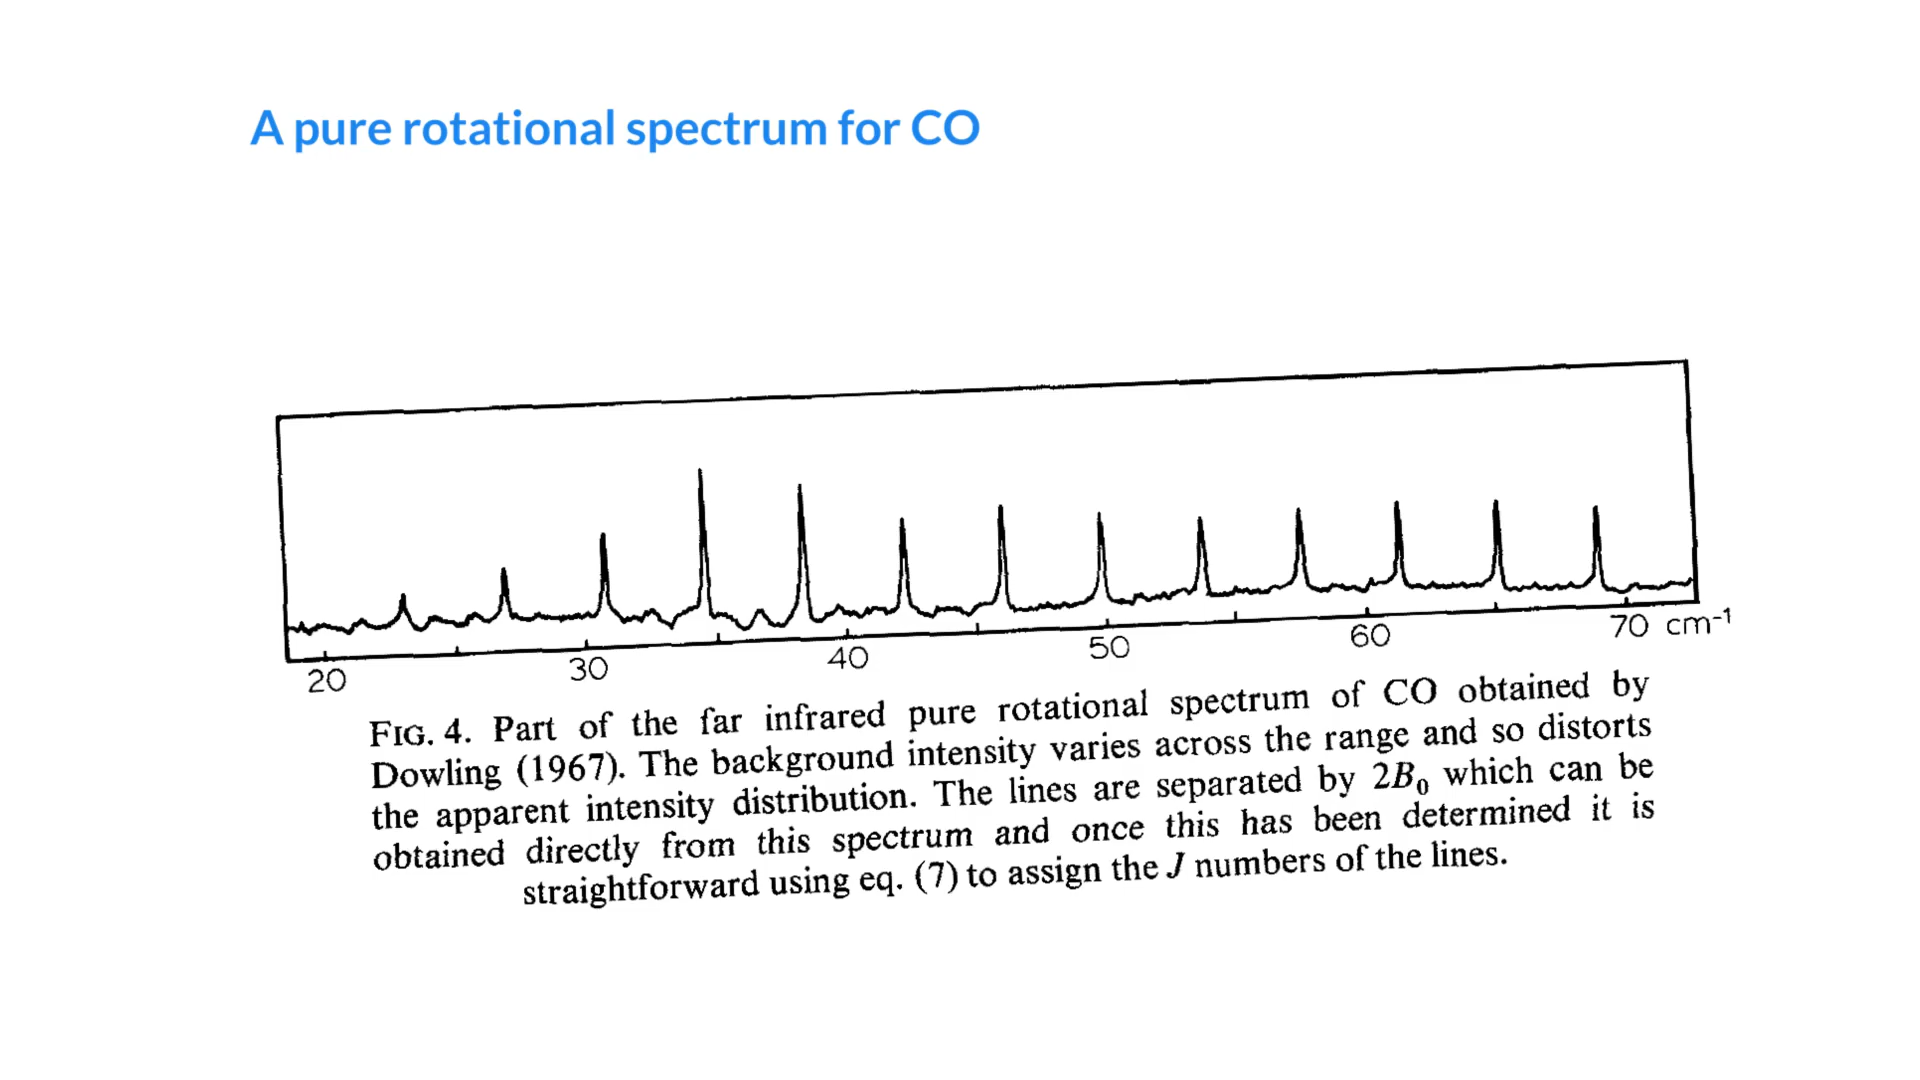 A pure rotational spectrum for CO
20 30 40 50 60 70 cm⁻¹
FIG. 4. Part of the far infrared pure rotational spectrum of CO obtained by
Dowling (1967). The background intensity varies across the range and so distorts
the apparent intensity distribution. The lines are separated by 2B₀ which can be
obtained directly from this spectrum and once this has been determined it is
straightforward using eq. (7) to assign the J numbers of the lines.